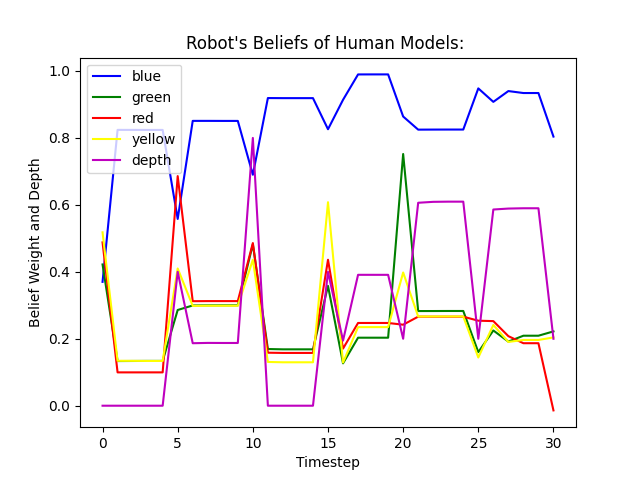 Robot's Beliefs of Human Models:
blue
green
red
yellow
depth
1.0
0.8
0.6
0.4
0.2
0.0
Belief Weight and Depth
0 5 10 15 20 25 30
Timestep